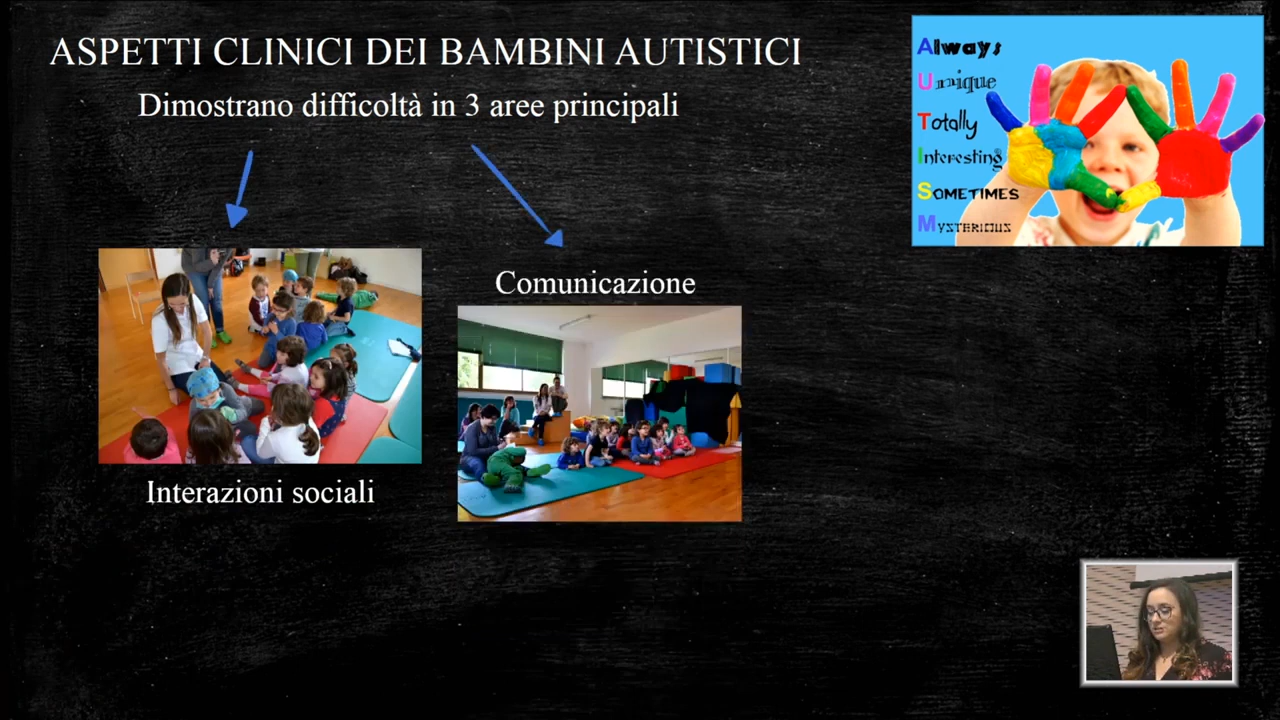 ASPETTI CLINICI DEI BAMBINI AUTISTICI
Dimostrano difficoltà in 3 aree principali
Always
Unique
Totally
Interesting
SOMETIMES
MYSTERIOUS
Comunicazione
Interazioni sociali